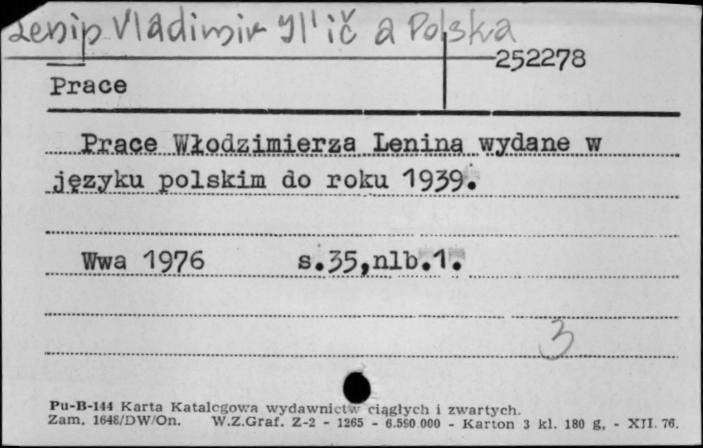 Lenin Vladimir Il'ič a Polska
252278
Prace
Prace Włodzimierza Lenina wydane w
języku polskim do roku 1939.
Wwa 1976 s.35,nlb.1.
3
Pu-B-144 Karta Katalogowa wydawnictw ciągłych i zwartych.
Zam. 1648/DW/On. W.Z.Graf. Z-2 - 1265 - 6.590 000 - Karton 3 kl. 180 g, - XII. 76.